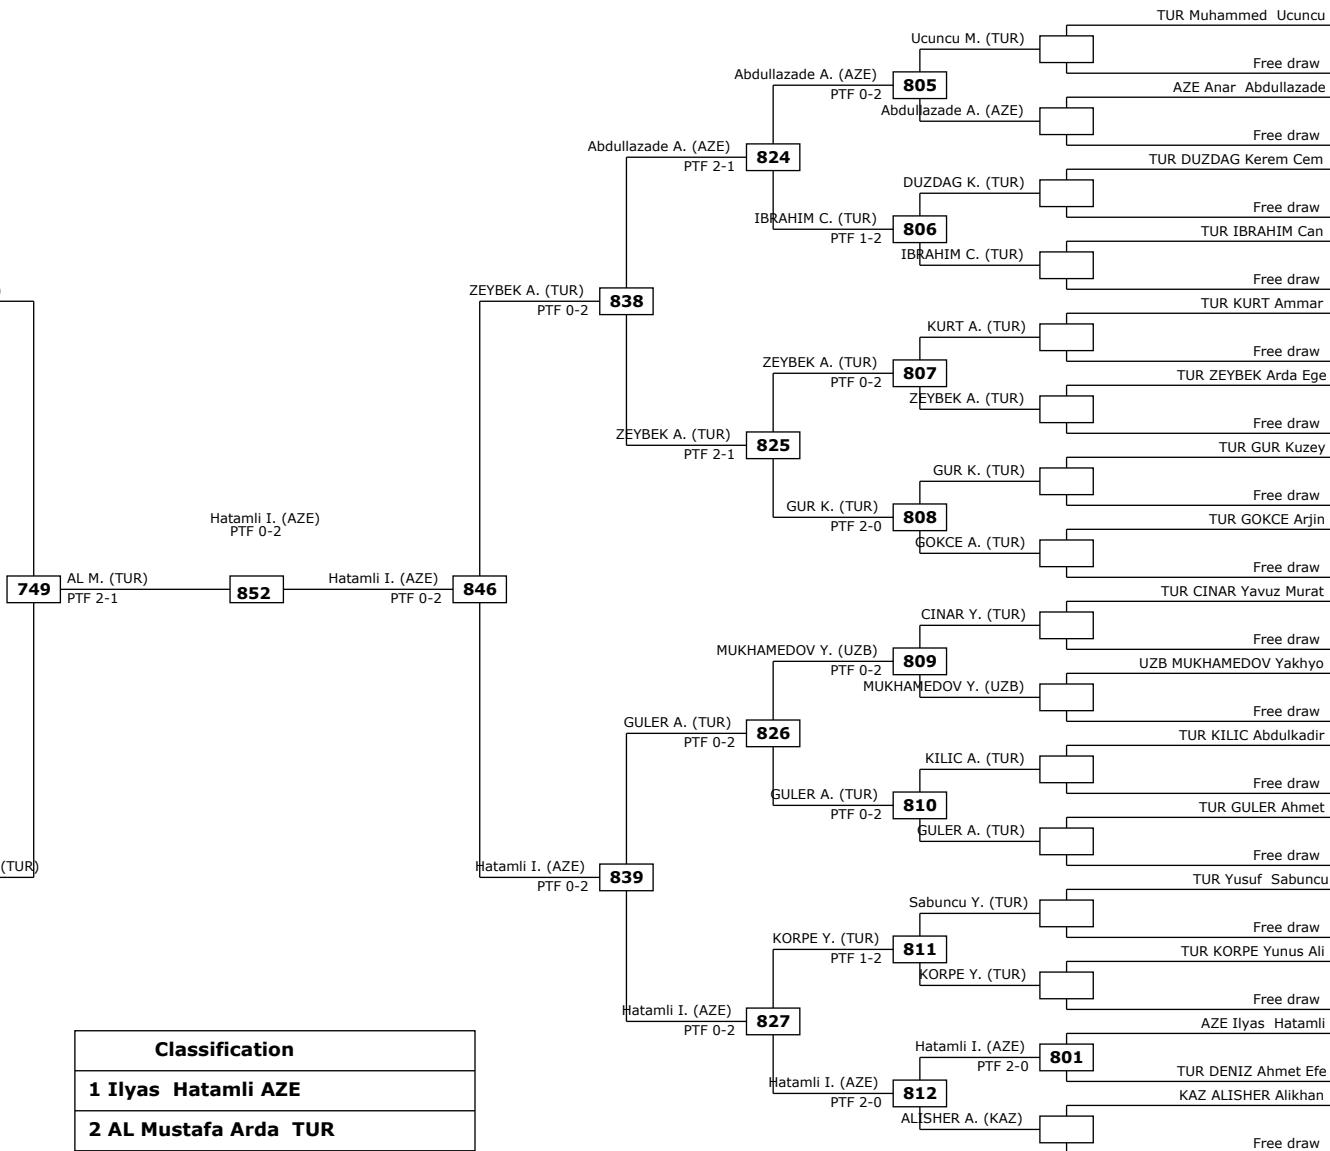 TUR Muhammed  Ucuncu
Ucuncu M. (TUR)
Free draw
Abdullazade A. (AZE)
805
PTF 0-2
AZE Anar  Abdullazade
Abdullazade A. (AZE)
Free draw
Abdullazade A. (AZE)
824
PTF 2-1
TUR DUZDAG Kerem Cem
DUZDAG K. (TUR)
Free draw
IBRAHIM C. (TUR)
806
PTF 1-2
TUR IBRAHIM Can
IBRAHIM C. (TUR)
Free draw
ZEYBEK A. (TUR)
838
PTF 0-2
TUR KURT Ammar
KURT A. (TUR)
Free draw
ZEYBEK A. (TUR)
807
PTF 0-2
TUR ZEYBEK Arda Ege
ZEYBEK A. (TUR)
Free draw
ZEYBEK A. (TUR)
825
PTF 2-1
TUR GUR Kuzey
GUR K. (TUR)
Free draw
GUR K. (TUR)
808
PTF 2-0
TUR GOKCE Arjin
GOKCE A. (TUR)
Free draw
Hatamli I. (AZE)
PTF 0-2
749
AL M. (TUR)
PTF 2-1
852
Hatamli I. (AZE)
PTF 0-2
846
TUR CINAR Yavuz Murat
CINAR Y. (TUR)
Free draw
MUKHAMEDOV Y. (UZB)
809
PTF 0-2
UZB MUKHAMEDOV Yakhyo
MUKHAMEDOV Y. (UZB)
Free draw
GULER A. (TUR)
826
PTF 0-2
TUR KILIC Abdulkadir
KILIC A. (TUR)
Free draw
GULER A. (TUR)
810
PTF 0-2
TUR GULER Ahmet
GULER A. (TUR)
Free draw
(TUR)
Hatamli I. (AZE)
839
PTF 0-2
TUR Yusuf  Sabuncu
Sabuncu Y. (TUR)
Free draw
KORPE Y. (TUR)
811
PTF 1-2
TUR KORPE Yunus Ali
KORPE Y. (TUR)
Free draw
Hatamli I. (AZE)
827
PTF 0-2
AZE Ilyas  Hatamli
Hatamli I. (AZE)
801
PTF 2-0
TUR DENIZ Ahmet Efe
Hatamli I. (AZE)
812
PTF 2-0
KAZ ALISHER Alikhan
ALISHER A. (KAZ)
Free draw
Classification
1 Ilyas  Hatamli AZE
2 AL Mustafa Arda  TUR